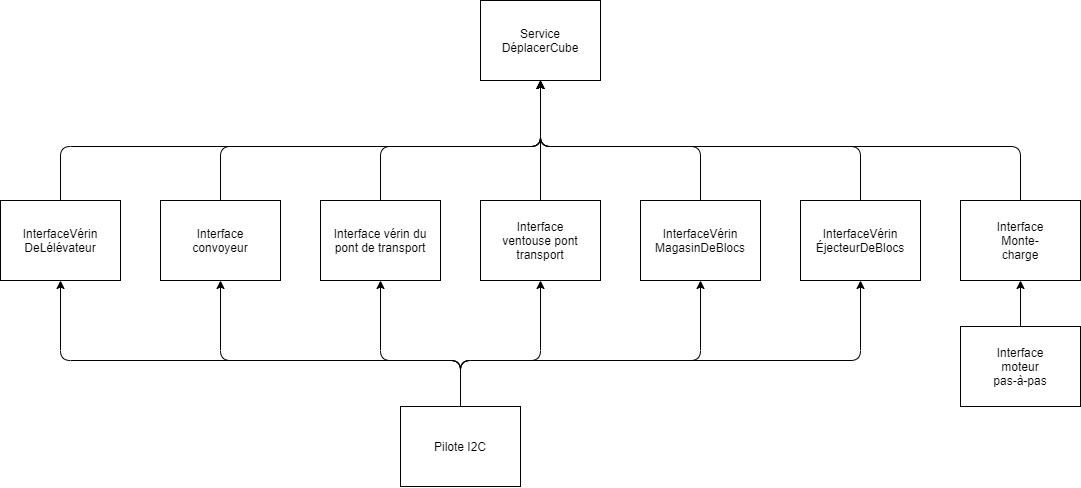 Service
DéplacerCube
InterfaceVérin
DeLélévateur
Interface
convoyeur
Interface vérin du
pont de transport
Interface
ventouse pont
transport
InterfaceVérin
MagasinDeBlocs
InterfaceVérin
ÉjecteurDeBlocs
Interface
Monte-
charge
Interface
moteur
pas-à-pas
Pilote I2C